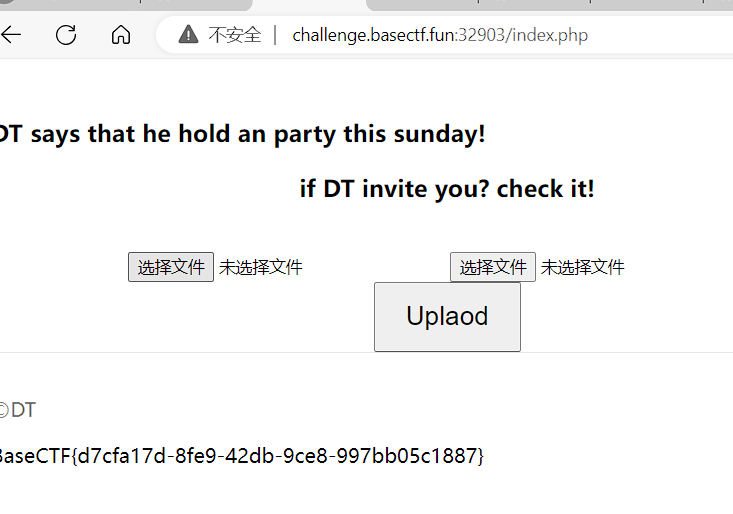 不安全 | challenge.basectf.fun:32903/index.php
DT says that he hold an party this sunday!
if DT invite you? check it!
选择文件 未选择文件 选择文件 未选择文件
Uplaod
©DT
BaseCTF{d7cfa17d-8fe9-42db-9ce8-997bb05c1887}